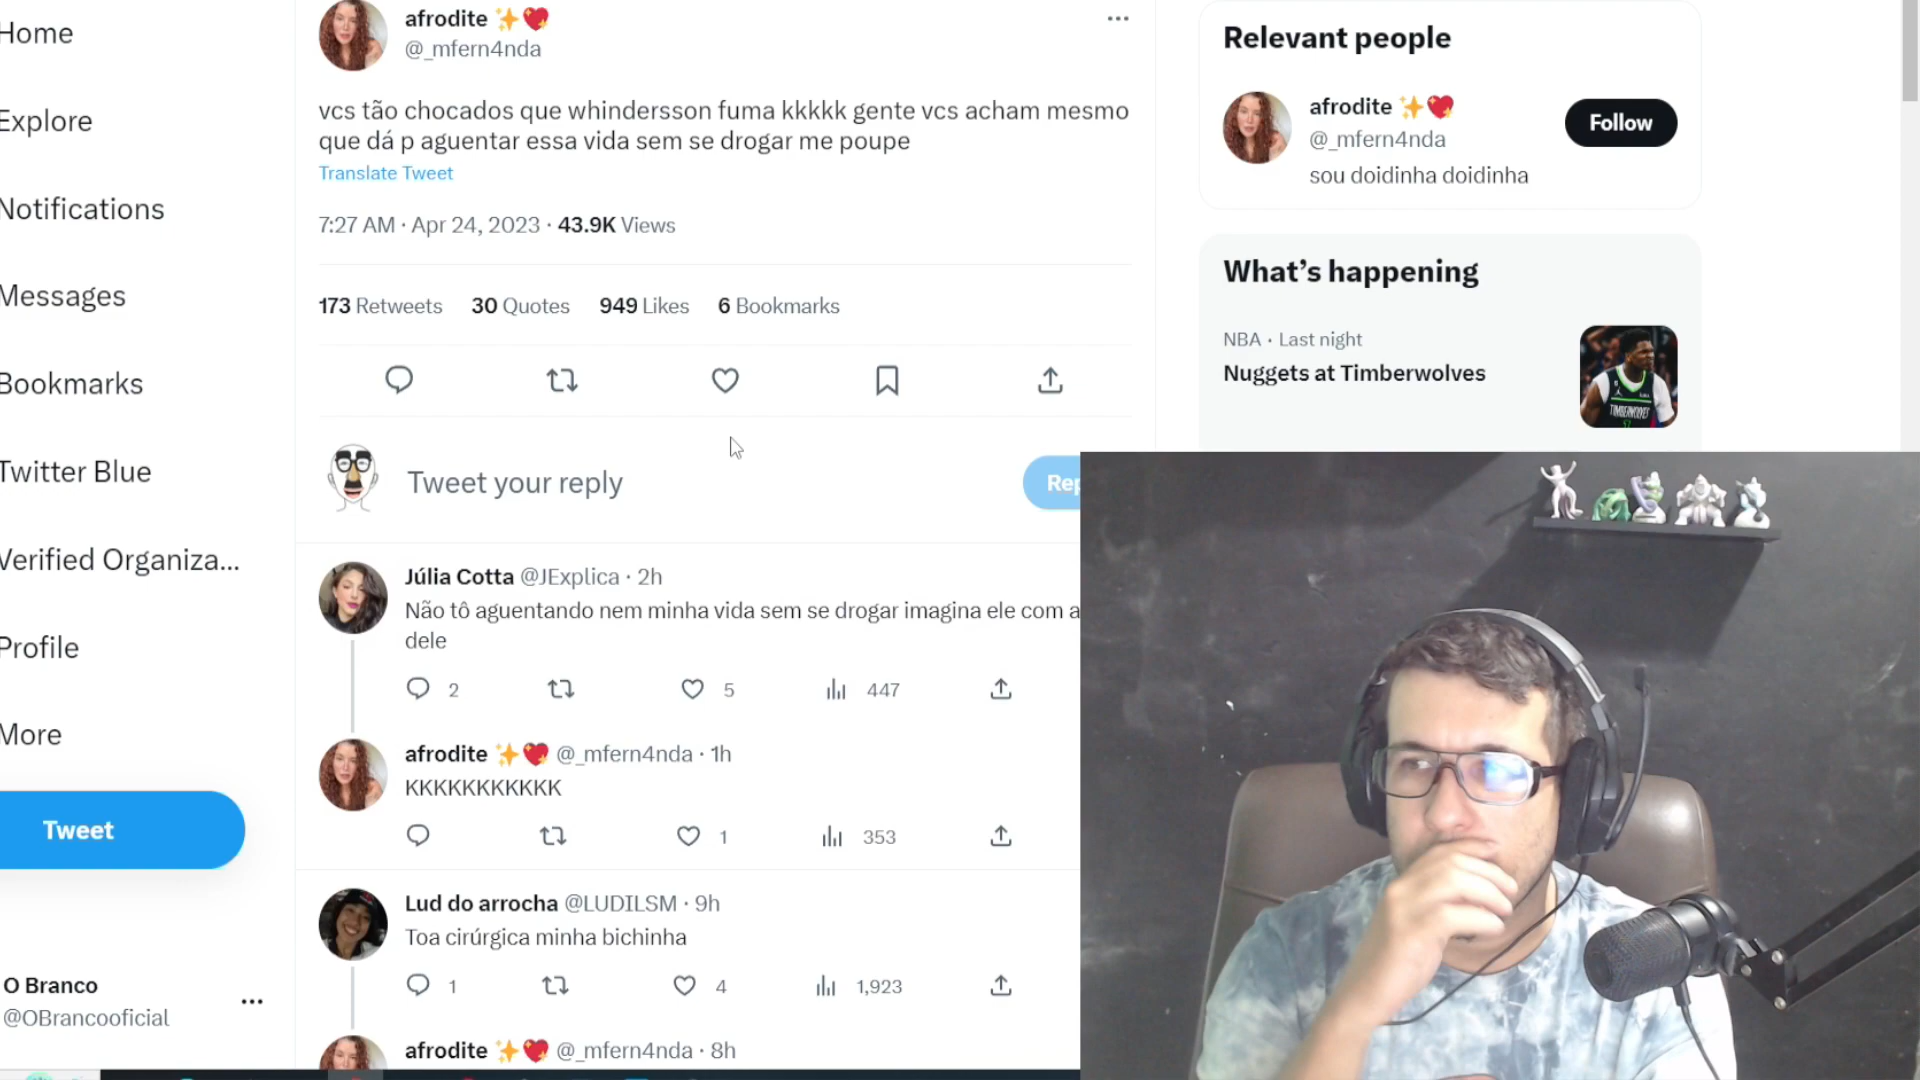 Home
Explore
Notifications
Messages
Bookmarks
Twitter Blue
Verified Organiza...
Profile
More
Tweet
O Branco
@OBrancooficial
afrodite ✨💖
@_mfern4nda
vcs tão chocados que whindersson fuma kkkkk gente vcs acham mesmo
que dá p aguentar essa vida sem se drogar me poupe
Translate Tweet
7:27 AM · Apr 24, 2023 · 43.9K Views
173 Retweets 30 Quotes 949 Likes 6 Bookmarks
Tweet your reply
Rep
Júlia Cotta @JExplica · 2h
Não tô aguentando nem minha vida sem se drogar imagina ele com a
dele
2 5 447
afrodite ✨💖 @_mfern4nda · 1h
KKKKKKKKKKK
1 353
Lud do arrocha @LUDILSM · 9h
Toa cirúrgica minha bichinha
1 4 1,923
afrodite ✨💖 @_mfern4nda · 8h
Relevant people
afrodite ✨💖
@_mfern4nda
Follow
sou doidinha doidinha
What's happening
NBA · Last night
Nuggets at Timberwolves
TIMBERWOLVES